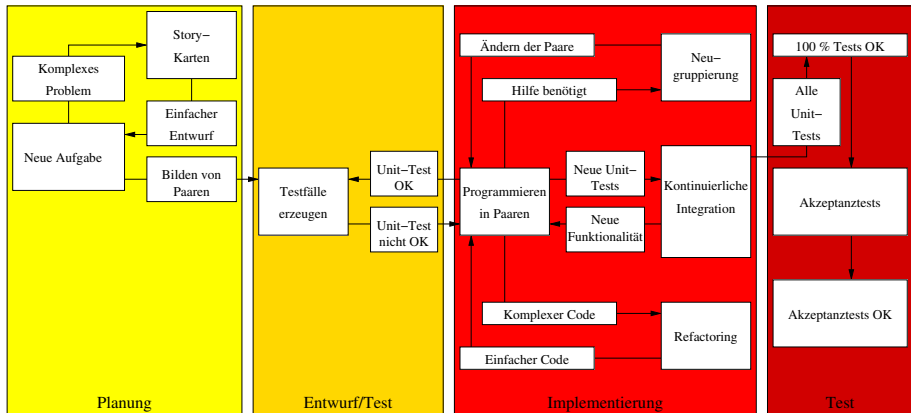 Story–
Karten
Komplexes
Problem
Einfacher
Entwurf
Neue Aufgabe
Bilden von
Paaren
Planung
Testfälle
erzeugen
Unit–Test
OK
Unit–Test
nicht OK
Entwurf/Test
Ändern der Paare
Neu–
gruppierung
Hilfe benötigt
Programmieren
in Paaren
Neue Unit–
Tests
Neue
Funktionalität
Kontinuierliche
Integration
Komplexer Code
Refactoring
Einfacher Code
Implementierung
100 % Tests OK
Alle
Unit–
Tests
Akzeptanztests
Akzeptanztests OK
Test